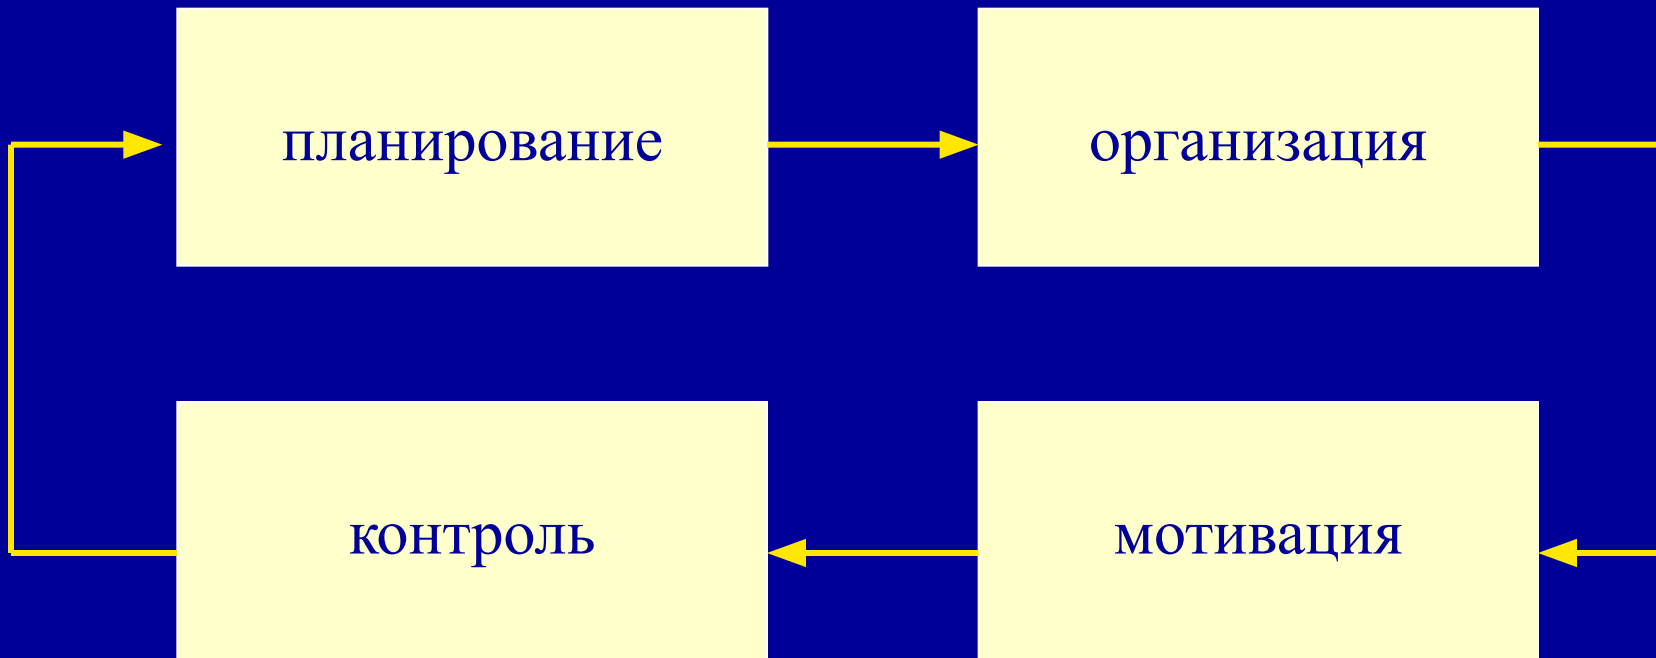 планирование
организация
контроль
мотивация